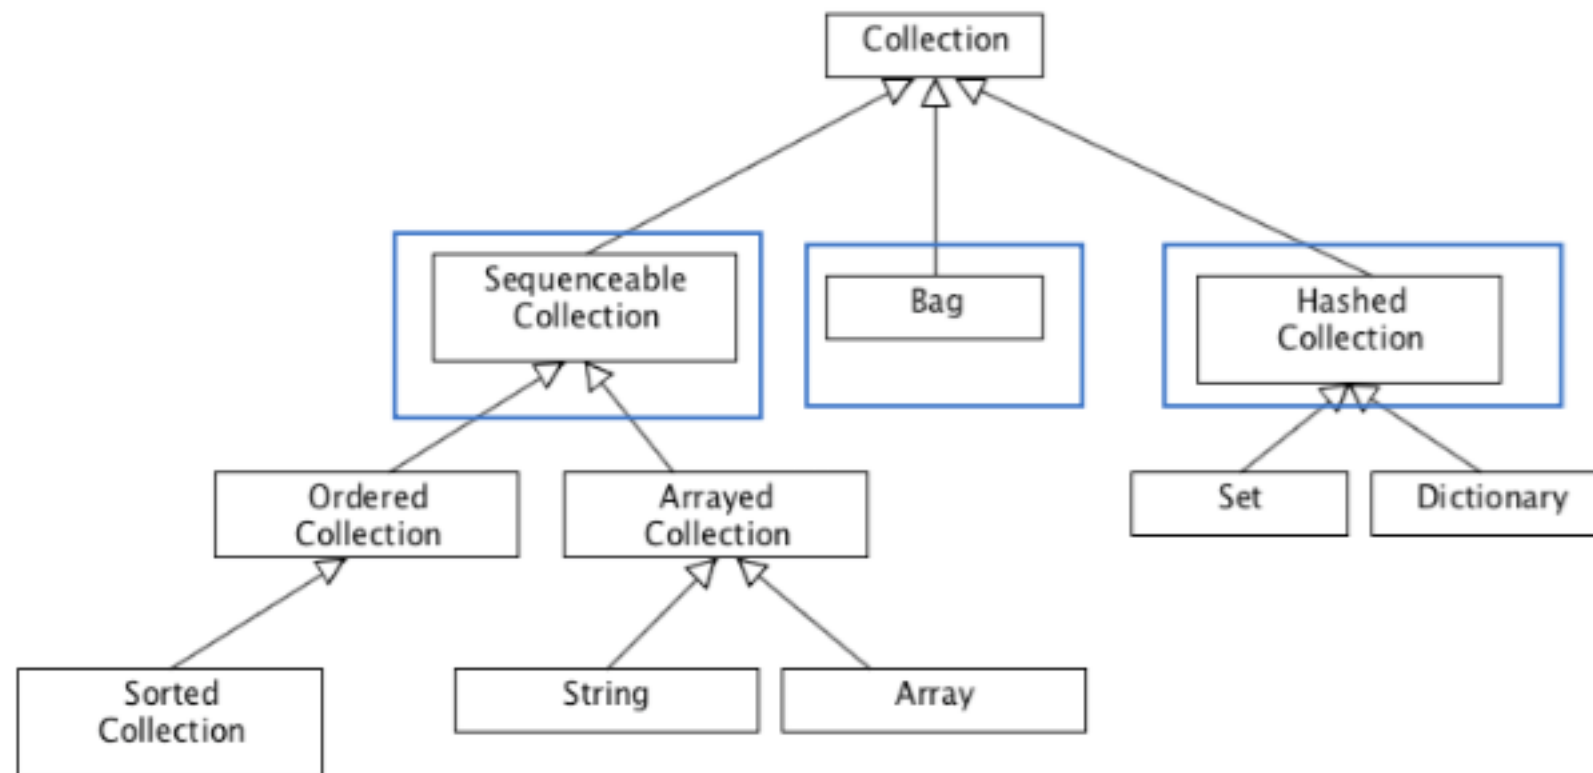 Collection
Sequenceable
Collection
Bag
Hashed
Collection
Ordered
Collection
Arrayed
Collection
Set
Dictionary
Sorted
Collection
String
Array